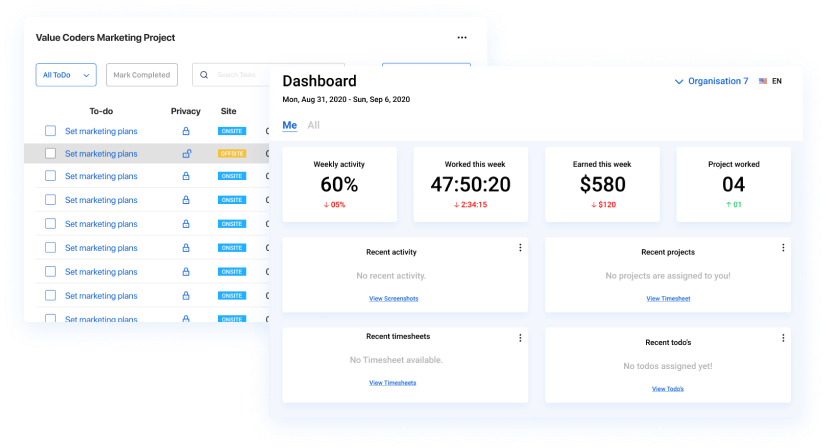 Value Coders Marketing Project
All ToDo
Mark Completed
Search Tasks
To-do Privacy Site
Set marketing plans ONSITE
Set marketing plans OFFSITE
Set marketing plans ONSITE
Set marketing plans ONSITE
Set marketing plans ONSITE
Set marketing plans ONSITE
Set marketing plans ONSITE
Set marketing plans ONSITE
Set marketing plans ONSITE
Dashboard
Organisation 7 EN
Mon, Aug 31, 2020 - Sun, Sep 6, 2020
Me All
Weekly activity
60%
↓ 05%
Worked this week
47:50:20
↓ 2:34:15
Earned this week
$580
↓ $120
Project worked
04
↑ 01
Recent activity
No recent activity.
View Screenshots
Recent projects
No projects are assigned to you!
View Timesheet
Recent timesheets
No Timesheet available.
View Timesheets
Recent todo's
No todos assigned yet!
View Todo's